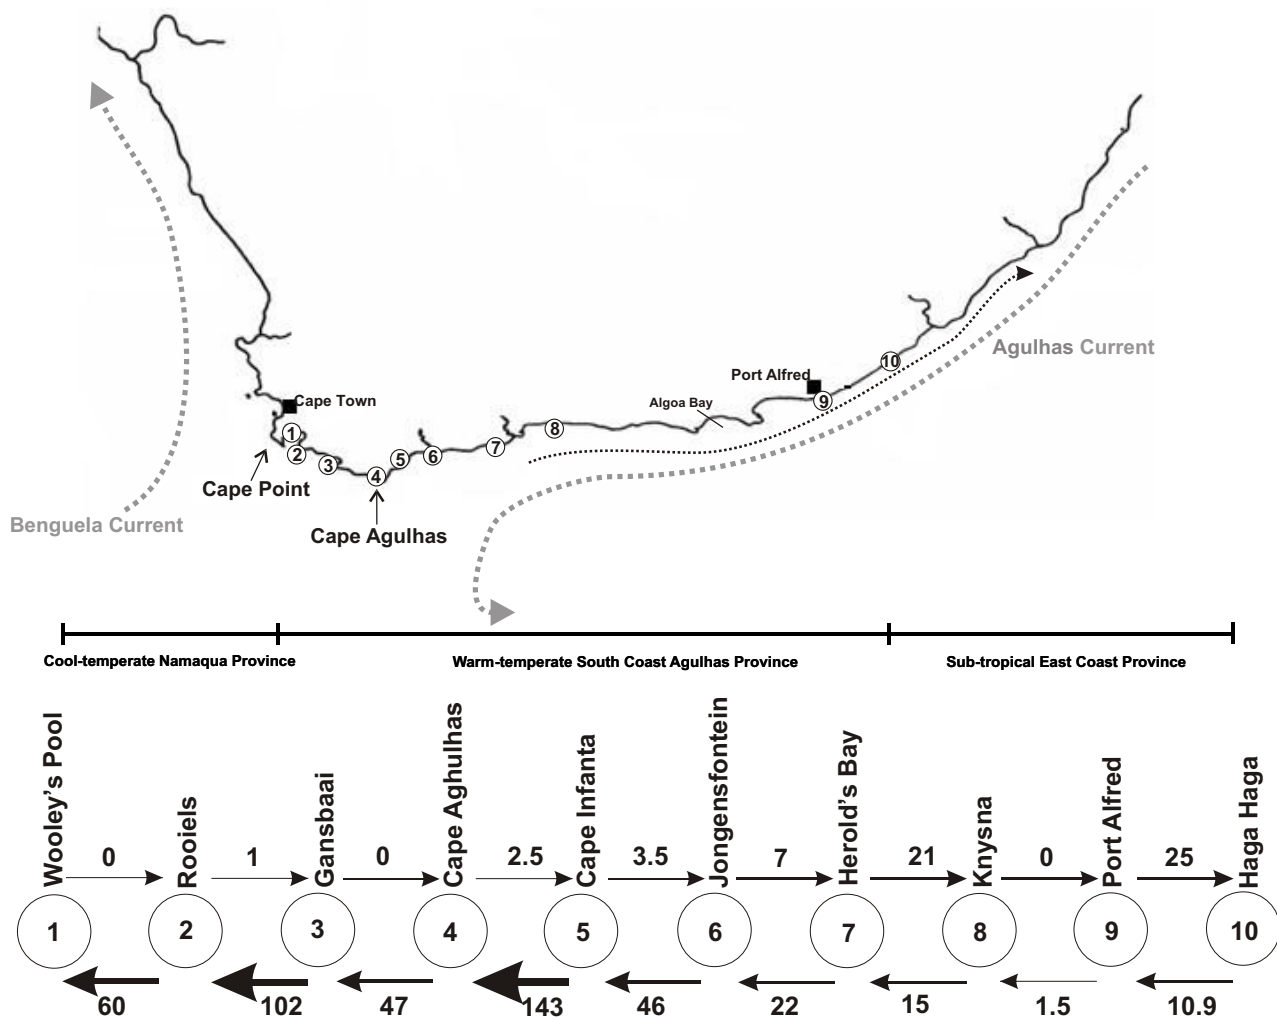 Port Alfred
10
Agulhas Current
Cape Town
Algoa Bay
9
1
8
2
3
5
6
7
4
Cape Point
Benguela Current
Cape Agulhas
Cool-temperate Namaqua Province
Warm-temperate South Coast Agulhas Province
Sub-tropical East Coast Province
Wooley's Pool
Rooiels
Gansbaai
Cape Aghulhas
Cape Infanta
Jongensfontein
Herold's Bay
Knysna
Port Alfred
Haga Haga
0 1 0 2.5 3.5 7 21 0 25
1 2 3 4 5 6 7 8 9 10
60 102 47 143 46 22 15 1.5 10.9